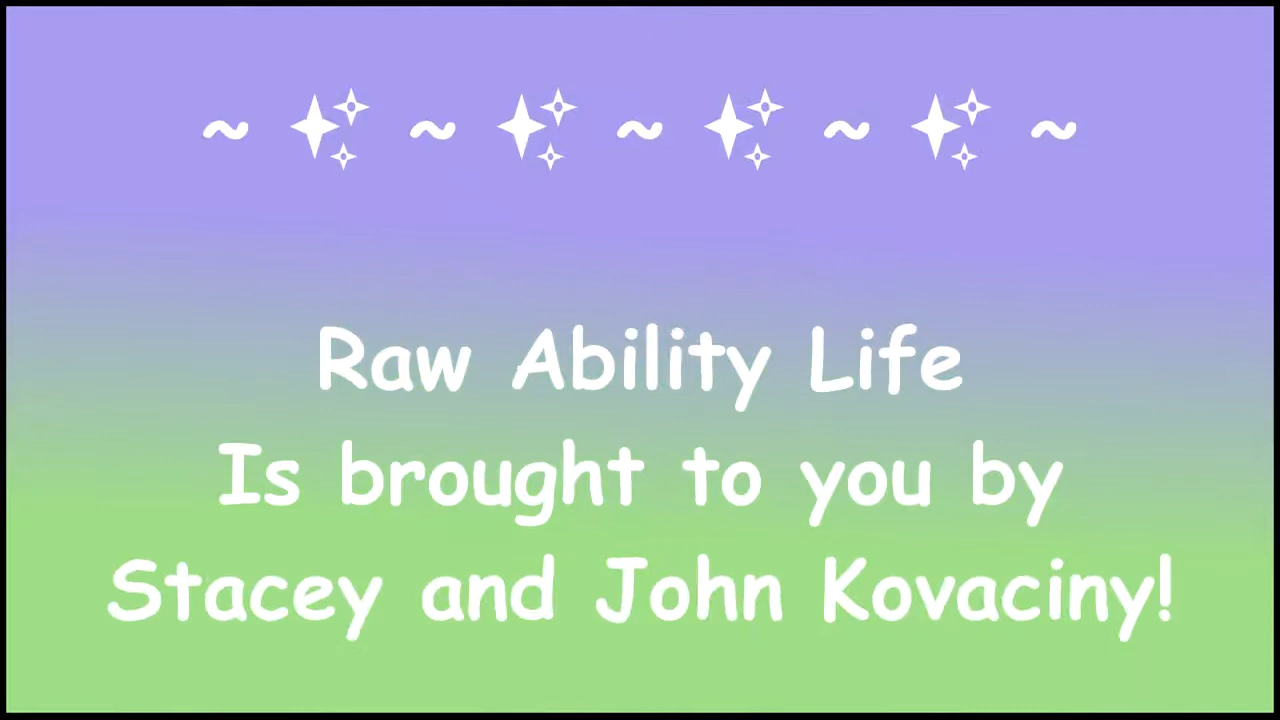 ~ ✨ ~ ✨ ~ ✨ ~ ✨ ~
Raw Ability Life
Is brought to you by
Stacey and John Kovaciny!